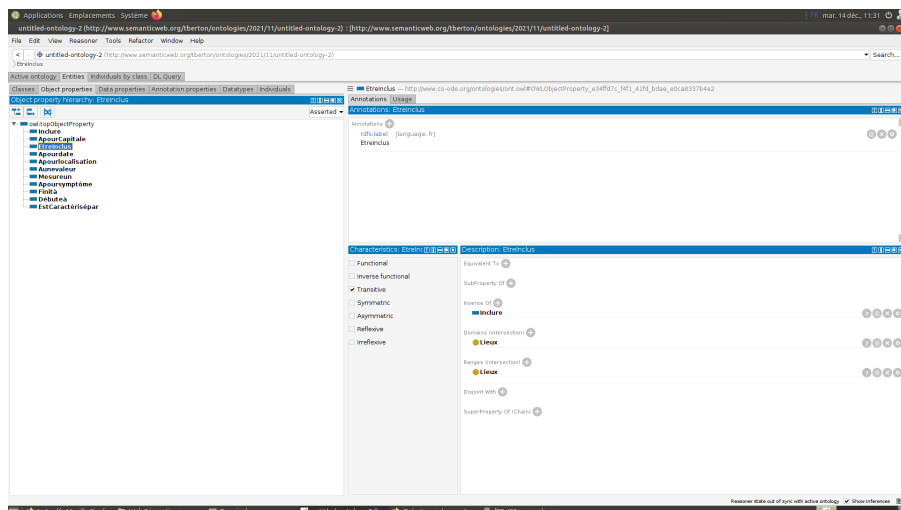 Applications Emplacements Système
FR mar. 14 déc., 11:31
untitled-ontology-2 (http://www.semanticweb.org/tberton/ontologies/2021/11/untitled-ontology-2) : [http://www.semanticweb.org/tberton/ontologies/2021/11/untitled-ontology-2]
File Edit View Reasoner Tools Refactor Window Help
< > untitled-ontology-2 (http://www.semanticweb.org/tberton/ontologies/2021/11/untitled-ontology-2) Search...
EtreInclus
Active ontology Entities Individuals by class DL Query
Classes Object properties Data properties Annotation properties Datatypes Individuals
Object property hierarchy: EtreInclus
Asserted
owl:topObjectProperty
Inclure
ApourCapitale
EtreInclus
Apourdate
Apourlocalisation
Aunevaleur
Mesureun
Apoursymptôme
Finità
Débuteà
EstCaractérisépar
EtreInclus — http://www.co-ode.org/ontologies/ont.owl#OWLObjectProperty_e34ffd7c_f4f1_41fd_bdae_e0ca8337b4e2
Annotations Usage
Annotations: EtreInclus
Annotations
rdfs:label [language: fr]
EtreInclus
Characteristics: EtreInc
Functional
Inverse functional
Transitive
Symmetric
Asymmetric
Reflexive
Irreflexive
Description: EtreInclus
Equivalent To
SubProperty Of
Inverse Of
Inclure
Domains (intersection)
Lieux
Ranges (intersection)
Lieux
Disjoint With
SuperProperty Of (Chain)
Reasoner state out of sync with active ontology Show Inferences